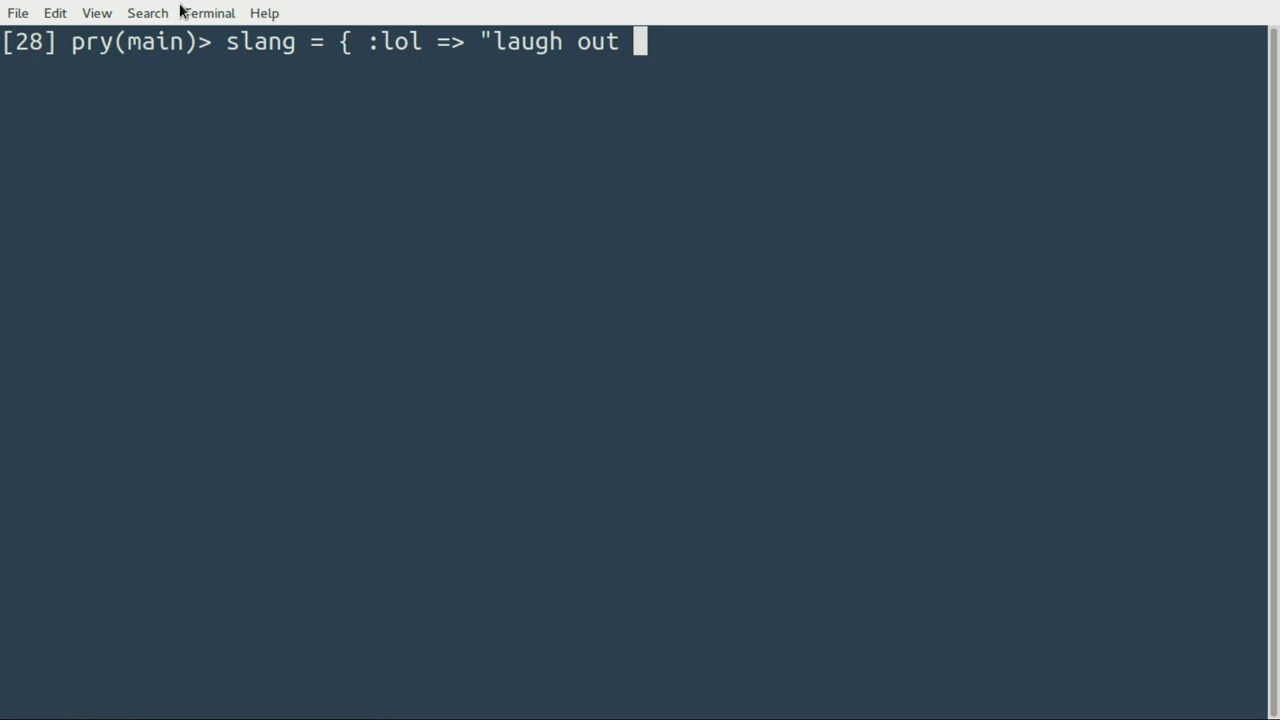 File Edit View Search Terminal Help
[28] pry(main)> slang = { :lol => "laugh out